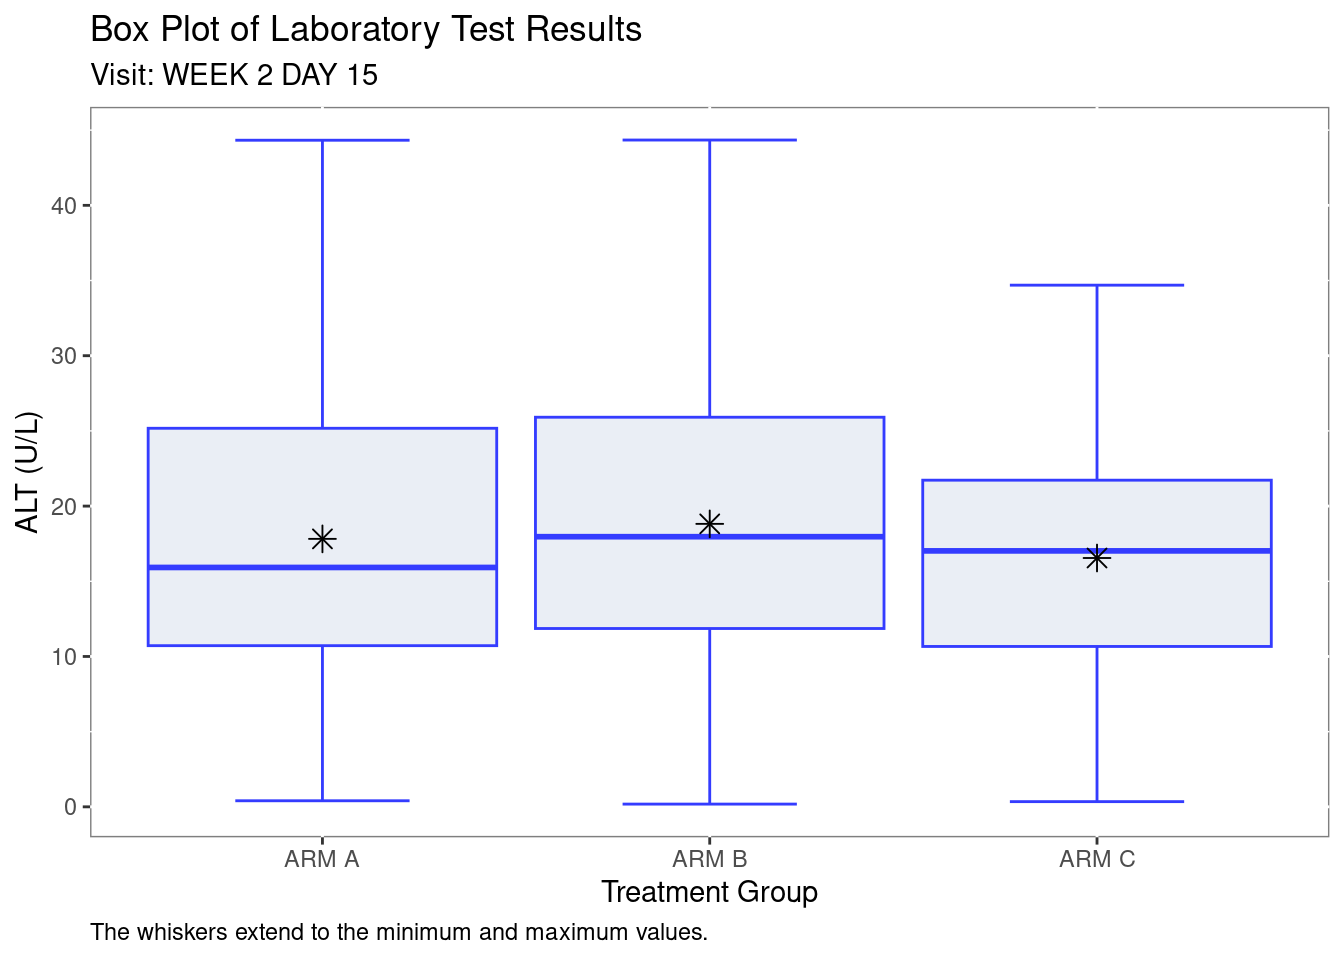 Box Plot of Laboratory Test Results
Visit: WEEK 2 DAY 15
ALT (U/L)
40
30
20
10
0
ARM A
ARM B
ARM C
Treatment Group
The whiskers extend to the minimum and maximum values.